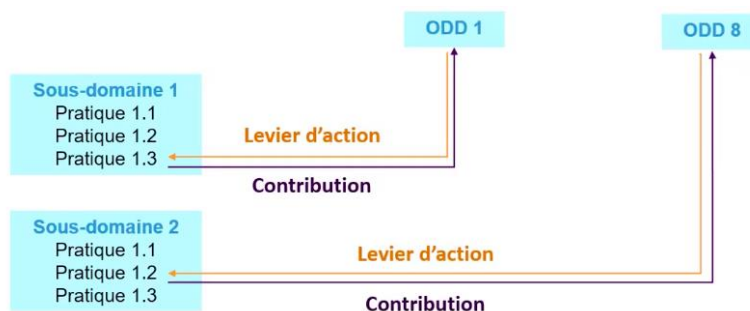 ODD 1
ODD 8
Sous-domaine 1
Pratique 1.1
Pratique 1.2
Pratique 1.3
Levier d’action
Contribution
Sous-domaine 2
Pratique 1.1
Pratique 1.2
Pratique 1.3
Levier d’action
Contribution